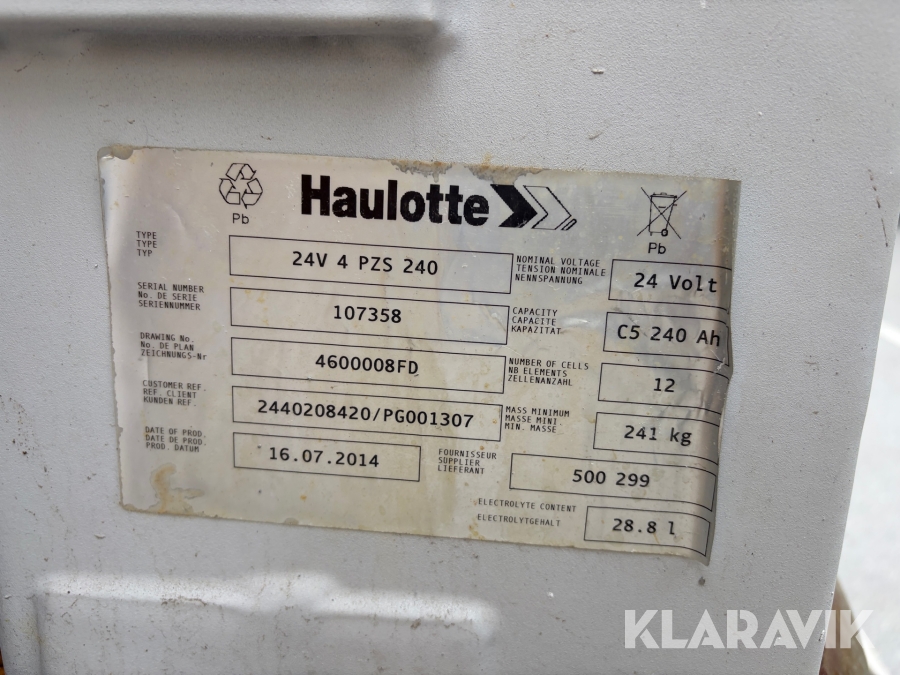 Pb
Haulotte
Pb
TYPE
TYPE
TYP
24V 4 PZS 240
NOMINAL VOLTAGE
TENSION NOMINALE
NENNSPANNUNG
24 Volt
SERIAL NUMBER
No. DE SERIE
SERIENNUMMER
107358
CAPACITY
CAPACITE
KAPAZITAT
C5 240 Ah
DRAWING No.
No. DE PLAN
ZEICHNUNGS-Nr
4600008FD
NUMBER OF CELLS
NB ELEMENTS
ZELLENANZAHL
12
CUSTOMER REF.
REF. CLIENT
KUNDEN REF.
2440208420/PG001307
MASS MINIMUM
MASSE MINI.
MIN. MASSE
241 kg
DATE OF PROD.
DATE DE PROD.
PROD. DATUM
16.07.2014
FOURNISSEUR
SUPPLIER
LIEFERANT
500 299
ELECTROLYTE CONTENT
ELECTROLYTGEHALT
28.8 l
KLARAVIK